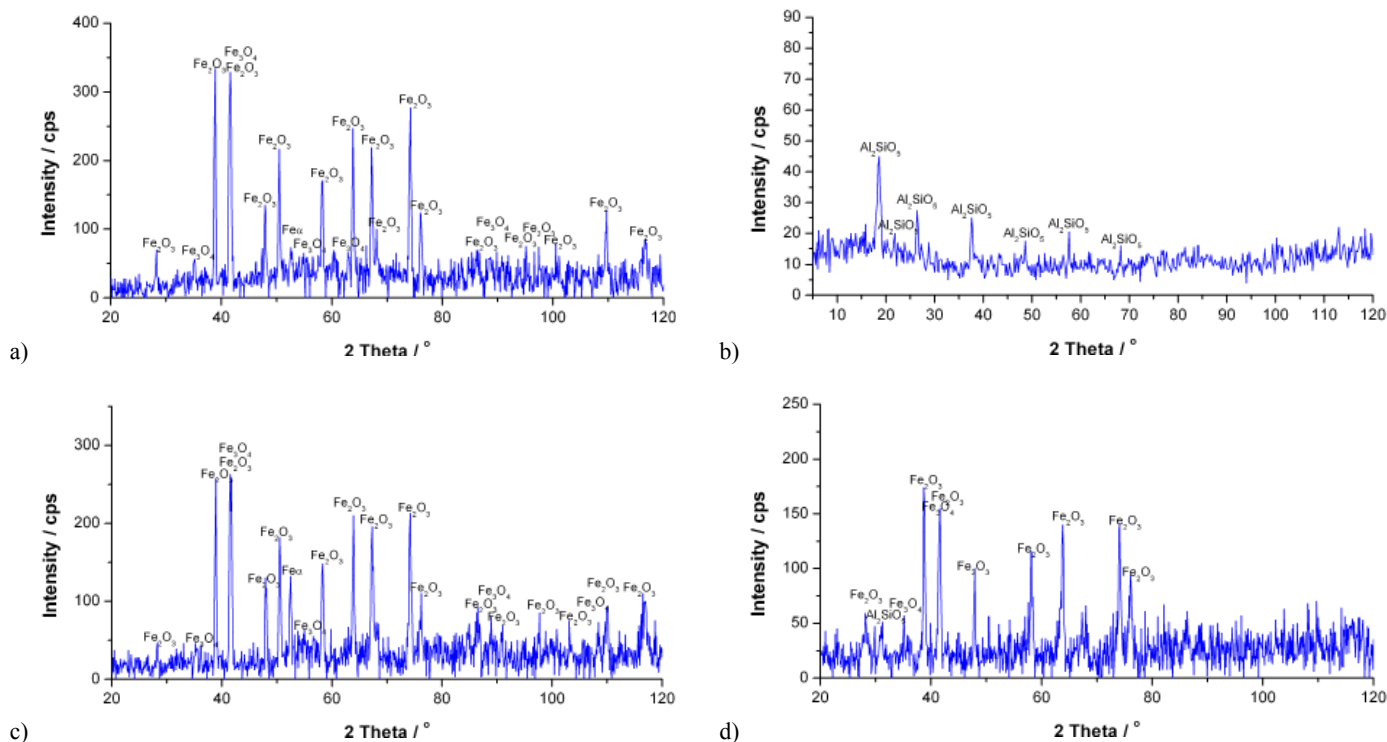 a)
Intensity / cps
400
300
200
100
0
Fe₂O₃
Fe₃O₄
Fe₂O₃
Fe₂O₃
Fe₂O₃
Fe₂O₃
Fe₂O₃
Fe₂O₃
Fe₂O₃
Feα
Fe₂O₃
Fe₂O₃
Fe₂O₃
Fe₃O₄
Fe₃O₄
Fe₃O₄
Fe₃O₄
Fe₂O₃
Fe₂O₃
Fe₂O₃
Fe₂O₃
Fe₂O₃
Fe₂O₃
20 40 60 80 100 120
2 Theta / °
b)
Intensity / cps
90
80
70
60
50
40
30
20
10
0
Al₂SiO₅
Al₂SiO₅
Al₂SiO₅
Al₂SiO₅
Al₂SiO₅
Al₂SiO₅
Al₂SiO₅
10 20 30 40 50 60 70 80 90 100 110 120
2 Theta / °
c)
Intensity / cps
300
200
100
0
Fe₃O₄
Fe₂O₃
Fe₂O₃
Fe₂O₃
Fe₂O₃
Fe₂O₃
Fe₂O₃
Fe₂O₃
Fe₂O₃
Feα
Fe₂O₃
Fe₂O₃
Fe₃O₄
Fe₃O₄
Fe₂O₃
Fe₂O₃
Fe₂O₃
Fe₂O₃
Fe₂O₃
Fe₂O₃
Fe₂O₃
20 40 60 80 100 120
2 Theta / °
d)
Intensity / cps
250
200
150
100
50
0
Fe₂O₃
Fe₂O₃
Fe₃O₄
Fe₂O₃
Fe₂O₃
Fe₂O₃
Fe₂O₃
Fe₂O₃
Fe₂O₃
Al₂SiO₅
Fe₃O₄
20 40 60 80 100 120
2 Theta / °